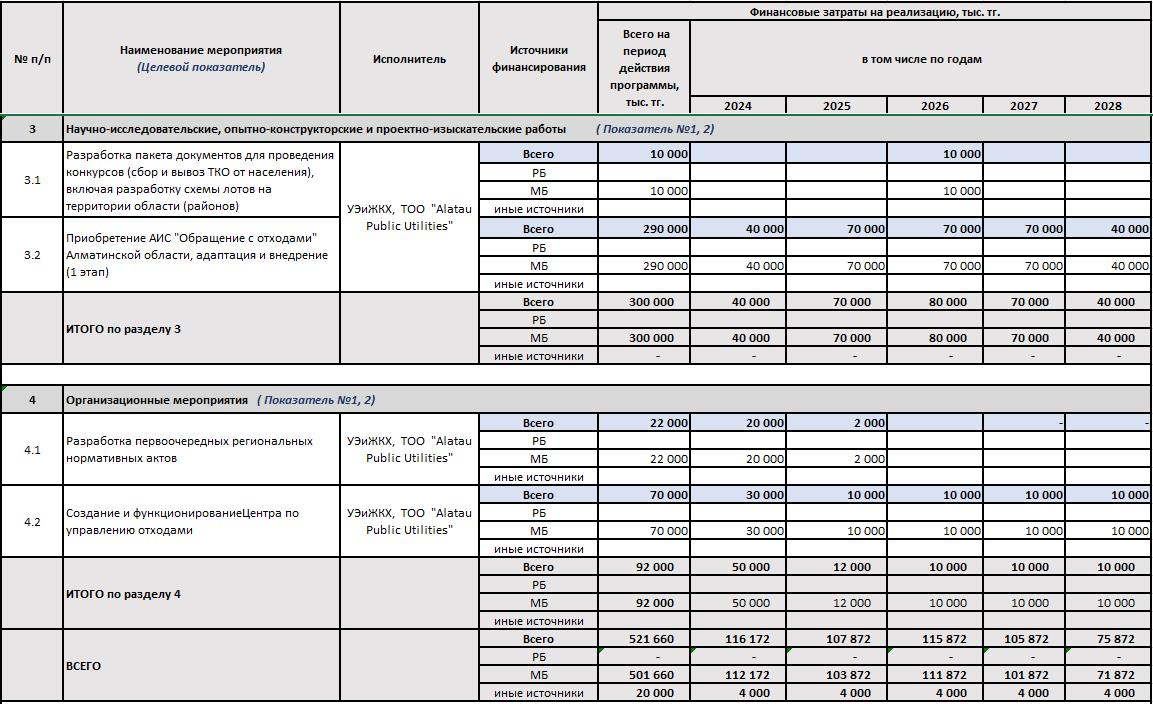 № п/п
Наименование мероприятия
(Целевой показатель)
Исполнитель
Источники
финансирования
Финансовые затраты на реализацию, тыс. тг.
Всего на
период
действия
программы,
тыс. тг.
в том числе по годам
2024 2025 2026 2027 2028
3 Научно-исследовательские, опытно-конструкторские и проектно-изыскательские работы ( Показатель №1, 2)
3.1
Разработка пакета документов для проведения
конкурсов (сбор и вывоз ТКО от населения),
включая разработку схемы лотов на
территории области (районов)
УЭиЖКХ, ТОО "Alatau
Public Utilities"
Всего 10 000 10 000
РБ
МБ 10 000 10 000
иные источники
3.2
Приобретение АИС "Обращение с отходами"
Алматинской области, адаптация и внедрение
(1 этап)
Всего 290 000 40 000 70 000 70 000 70 000 40 000
РБ
МБ 290 000 40 000 70 000 70 000 70 000 40 000
иные источники
ИТОГО по разделу 3
Всего 300 000 40 000 70 000 80 000 70 000 40 000
РБ
МБ 300 000 40 000 70 000 80 000 70 000 40 000
иные источники - - - - - -
4 Организационные мероприятия ( Показатель №1, 2)
4.1
Разработка первоочередных региональных
нормативных актов
УЭиЖКХ, ТОО "Alatau
Public Utilities"
Всего 22 000 20 000 2 000 - -
РБ
МБ 22 000 20 000 2 000
иные источники
4.2
Создание и функционированиеЦентра по
управлению отходами
УЭиЖКХ, ТОО "Alatau
Public Utilities"
Всего 70 000 30 000 10 000 10 000 10 000 10 000
РБ
МБ 70 000 30 000 10 000 10 000 10 000 10 000
иные источники
ИТОГО по разделу 4
Всего 92 000 50 000 12 000 10 000 10 000 10 000
РБ
МБ 92 000 50 000 12 000 10 000 10 000 10 000
иные источники
ВСЕГО
Всего 521 660 116 172 107 872 115 872 105 872 75 872
РБ - - - - - -
МБ 501 660 112 172 103 872 111 872 101 872 71 872
иные источники 20 000 4 000 4 000 4 000 4 000 4 000